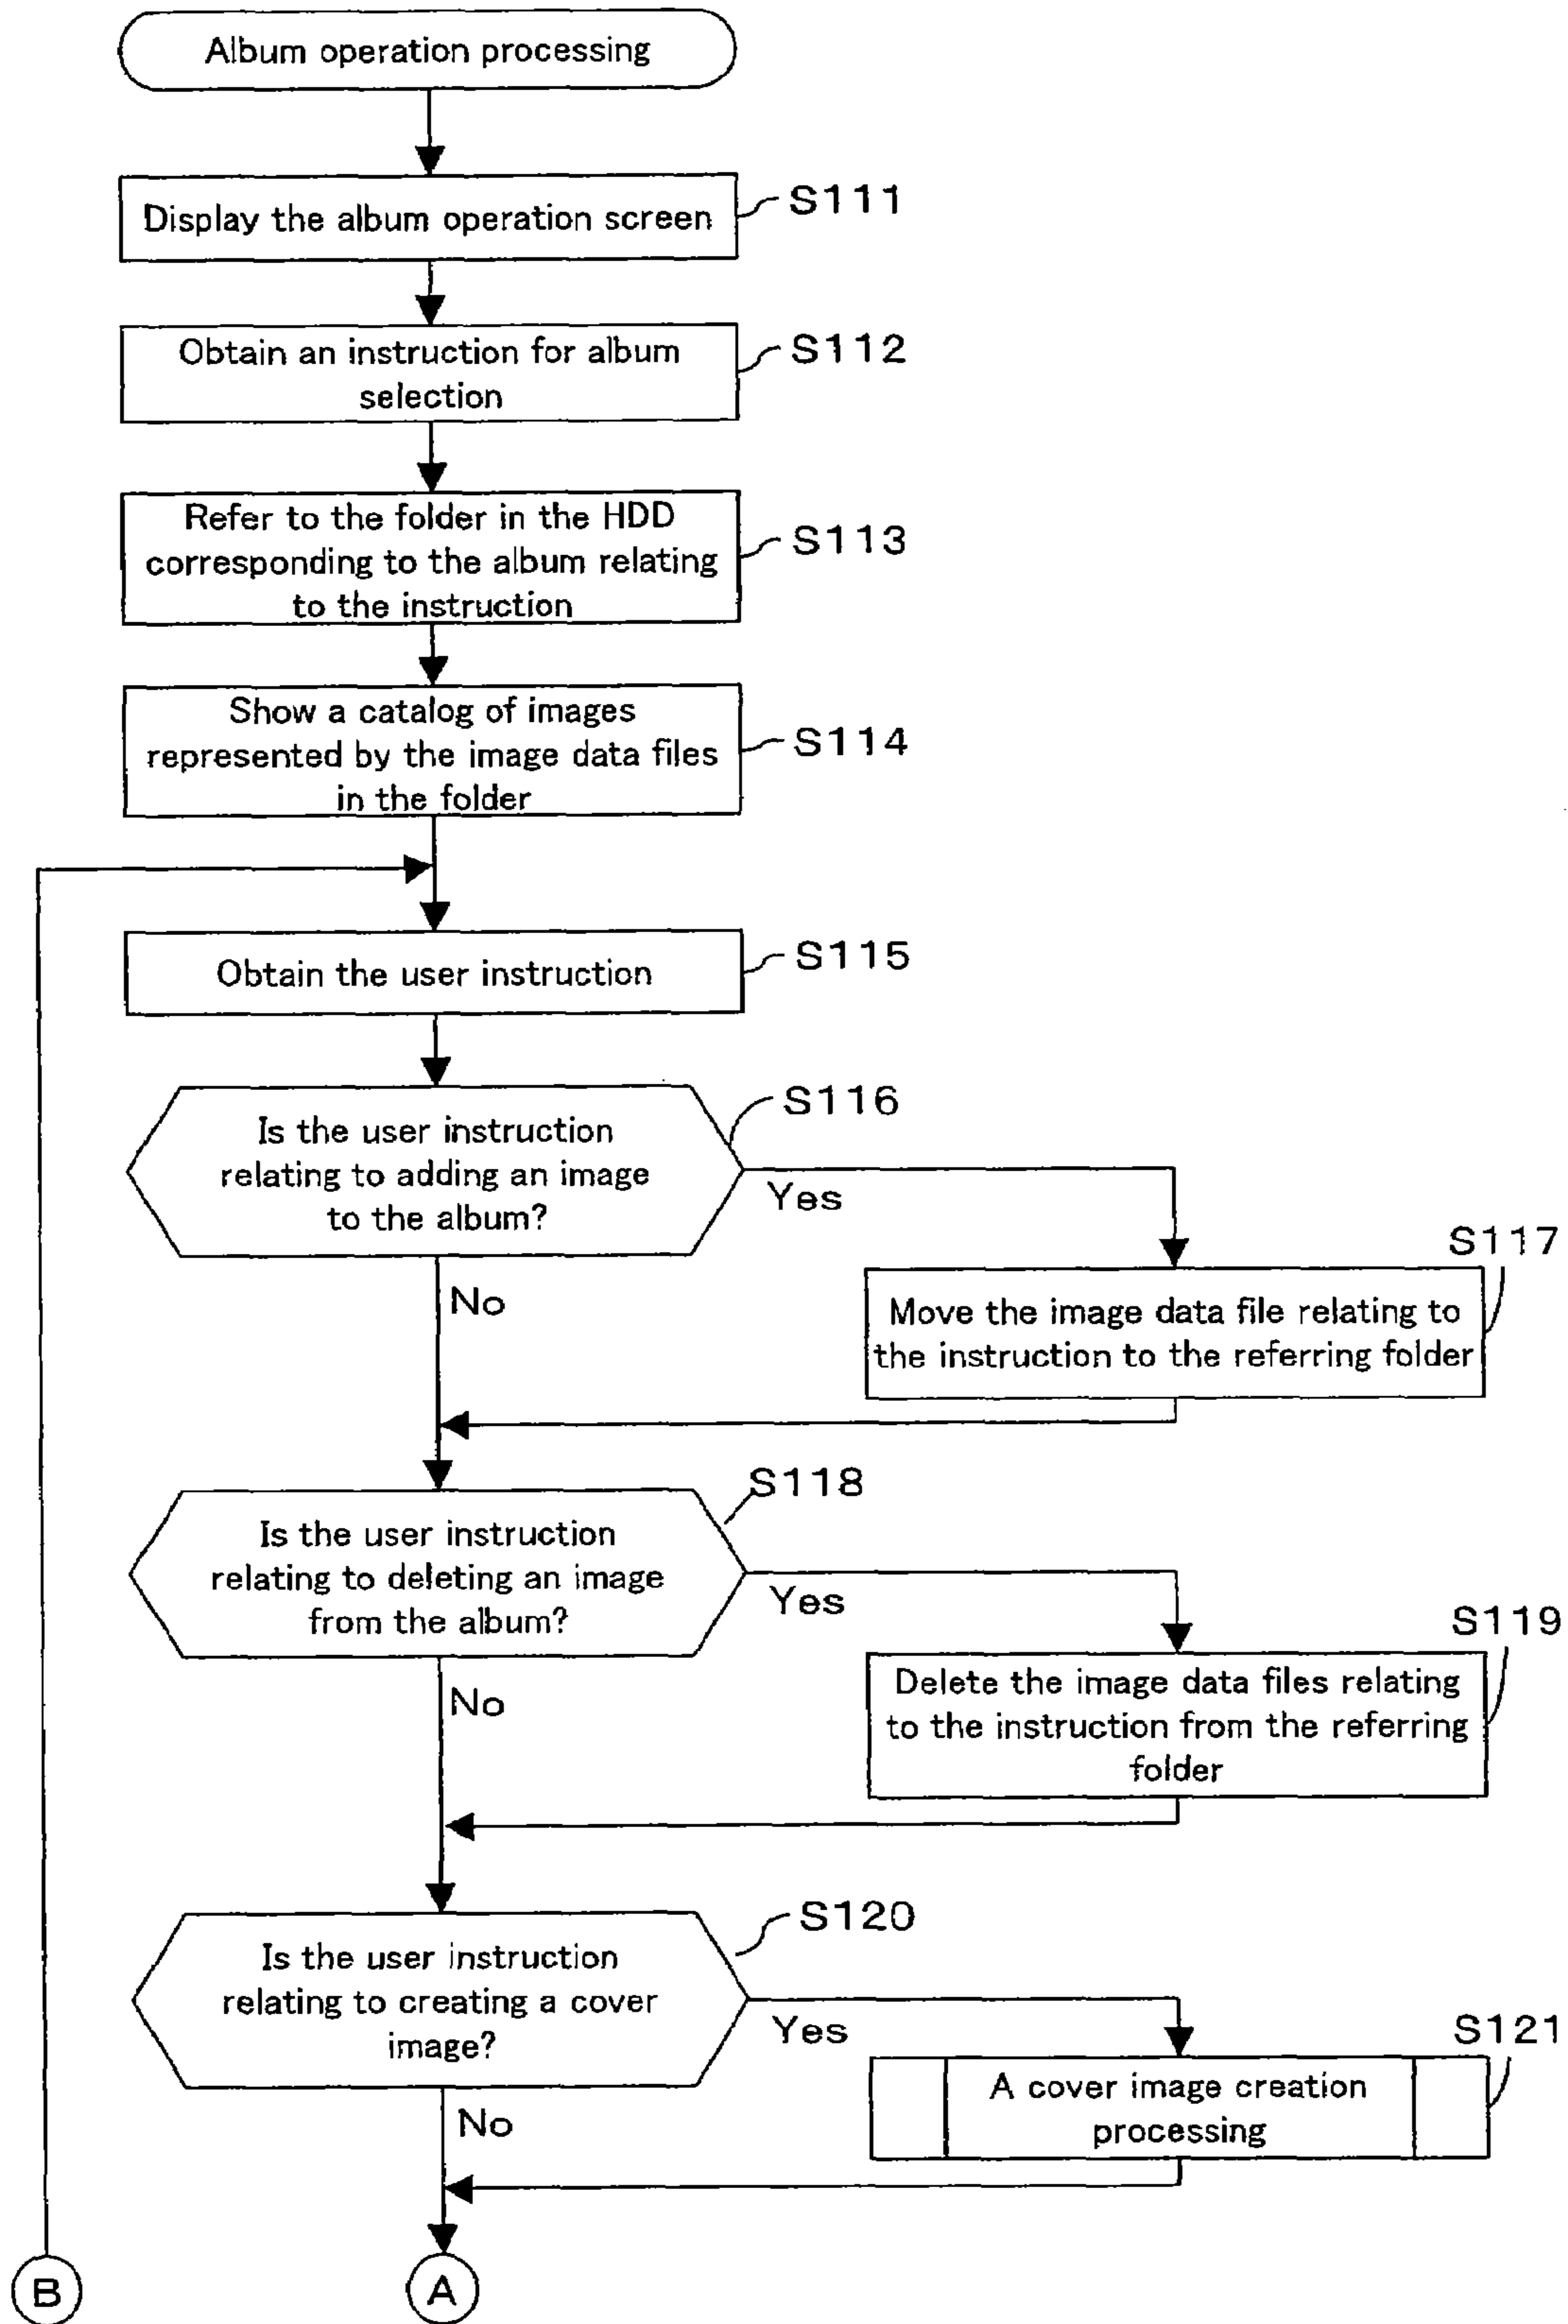 Album operation processing
Display the album operation screen
S111
Obtain an instruction for album
selection
S112
Refer to the folder in the HDD
corresponding to the album relating
to the instruction
S113
Show a catalog of images
represented by the image data files
in the folder
S114
Obtain the user instruction
S115
Is the user instruction
relating to adding an image
to the album?
S116
Yes
No
S117
Move the image data file relating to
the instruction to the referring folder
Is the user instruction
relating to deleting an image
from the album?
S118
Yes
No
S119
Delete the image data files relating
to the instruction from the referring
folder
Is the user instruction
relating to creating a cover
image?
S120
Yes
No
S121
A cover image creation
processing
B
A